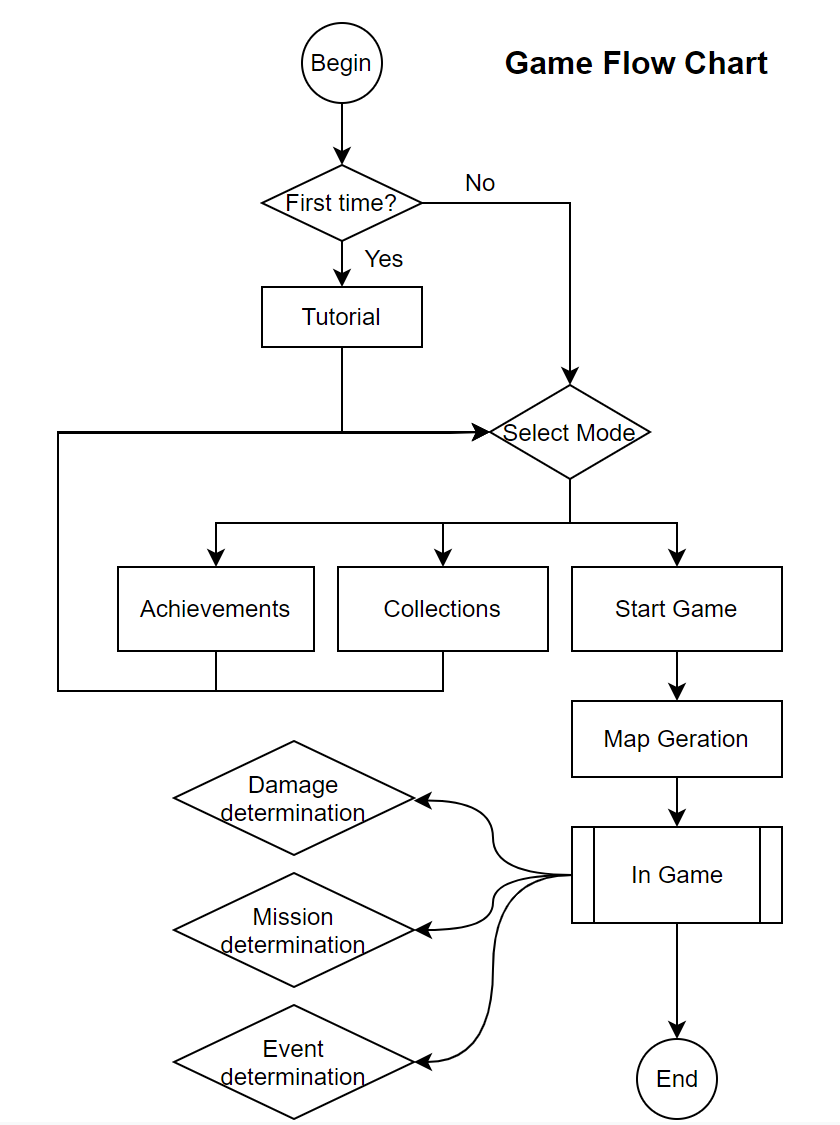 Begin
Game Flow Chart
First time?
No
Yes
Tutorial
Select Mode
Achievements
Collections
Start Game
Map Geration
Damage
determination
In Game
Mission
determination
Event
determination
End